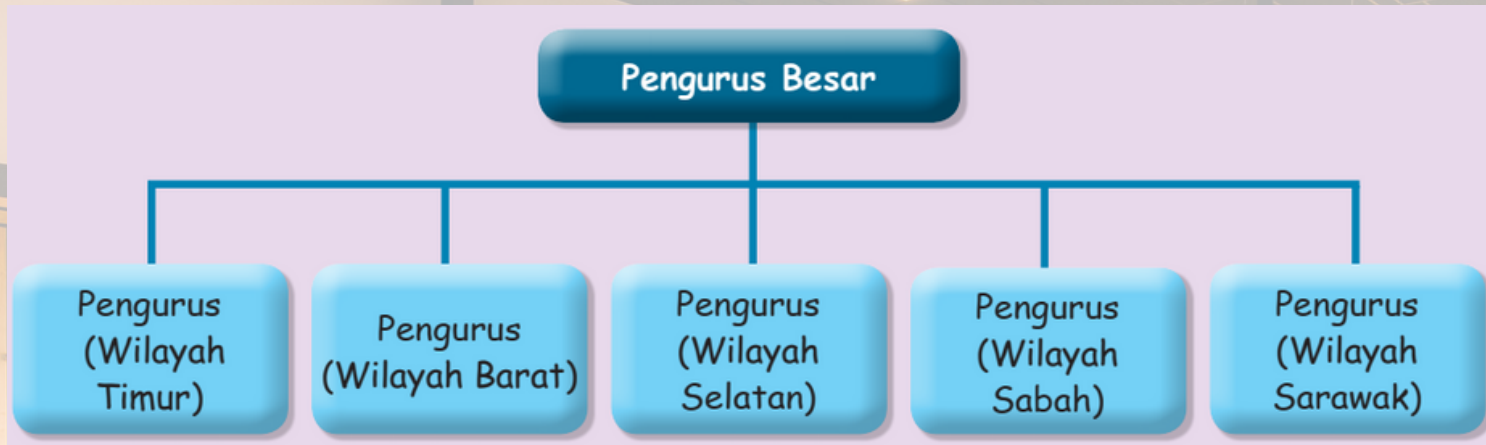 Pengurus Besar
Pengurus
(Wilayah
Timur)
Pengurus
(Wilayah Barat)
Pengurus
(Wilayah
Selatan)
Pengurus
(Wilayah
Sabah)
Pengurus
(Wilayah
Sarawak)